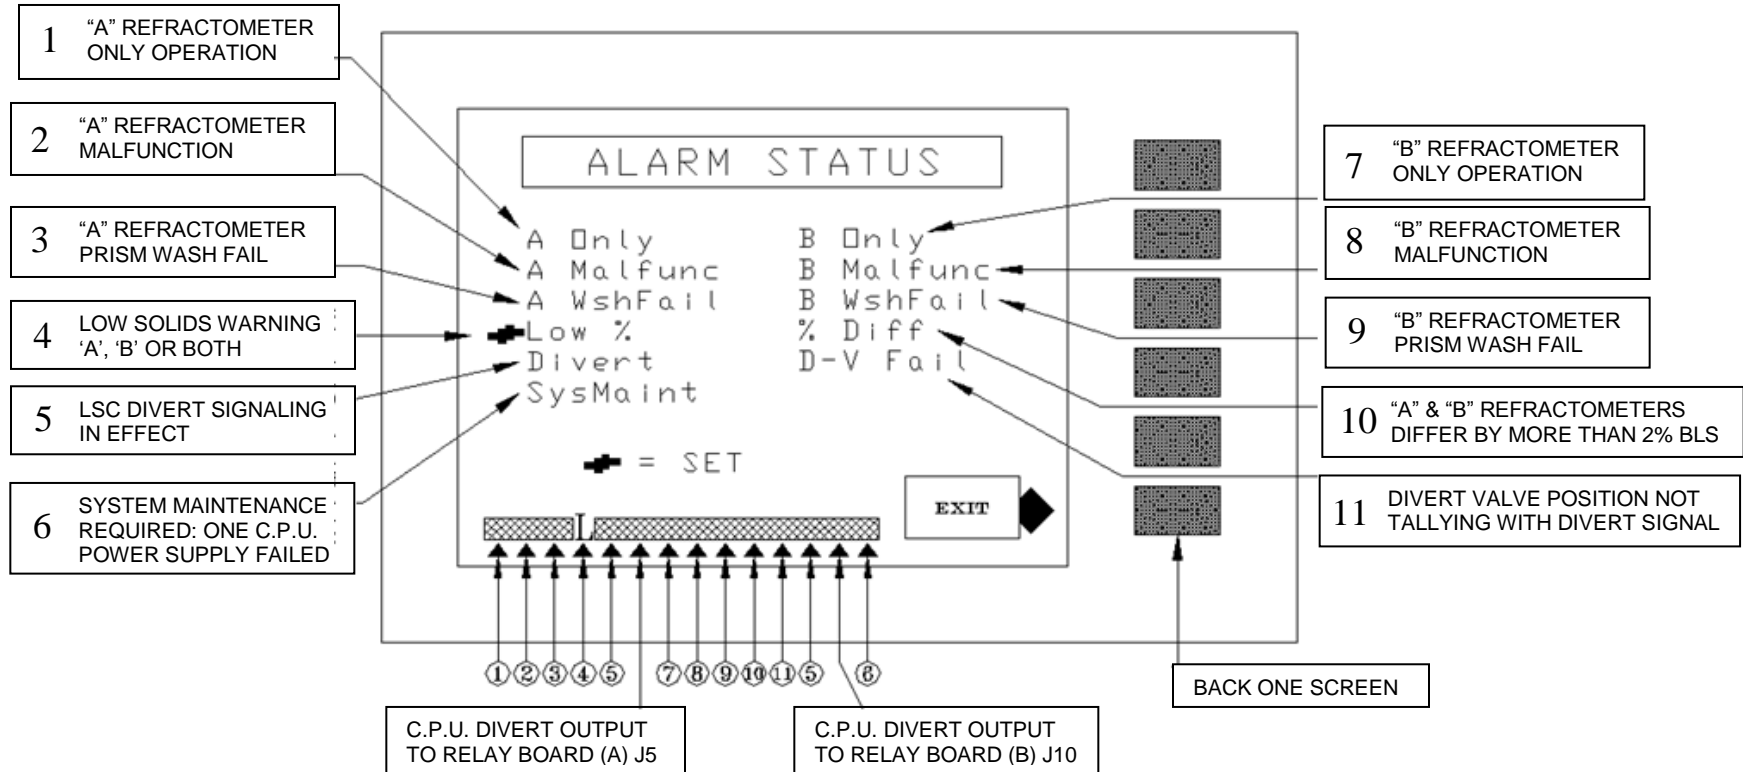 1 “A” REFRACTOMETER
ONLY OPERATION
2 “A” REFRACTOMETER
MALFUNCTION
3 “A” REFRACTOMETER
PRISM WASH FAIL
4 LOW SOLIDS WARNING
‘A’, ‘B’ OR BOTH
5 LSC DIVERT SIGNALING
IN EFFECT
6 SYSTEM MAINTENANCE
REQUIRED: ONE C.P.U.
POWER SUPPLY FAILED
ALARM STATUS
A Only
A Malfunc
A WshFail
Low %
Divert
SysMaint
B Only
B Malfunc
B WshFail
% Diff
D-V Fail
= SET
EXIT
L
1 2 3 4 5 7 8 9 10 11 5 6
C.P.U. DIVERT OUTPUT
TO RELAY BOARD (A) J5
C.P.U. DIVERT OUTPUT
TO RELAY BOARD (B) J10
7 “B” REFRACTOMETER
ONLY OPERATION
8 “B” REFRACTOMETER
MALFUNCTION
9 “B” REFRACTOMETER
PRISM WASH FAIL
10 “A” & “B” REFRACTOMETERS
DIFFER BY MORE THAN 2% BLS
11 DIVERT VALVE POSITION NOT
TALLYING WITH DIVERT SIGNAL
BACK ONE SCREEN